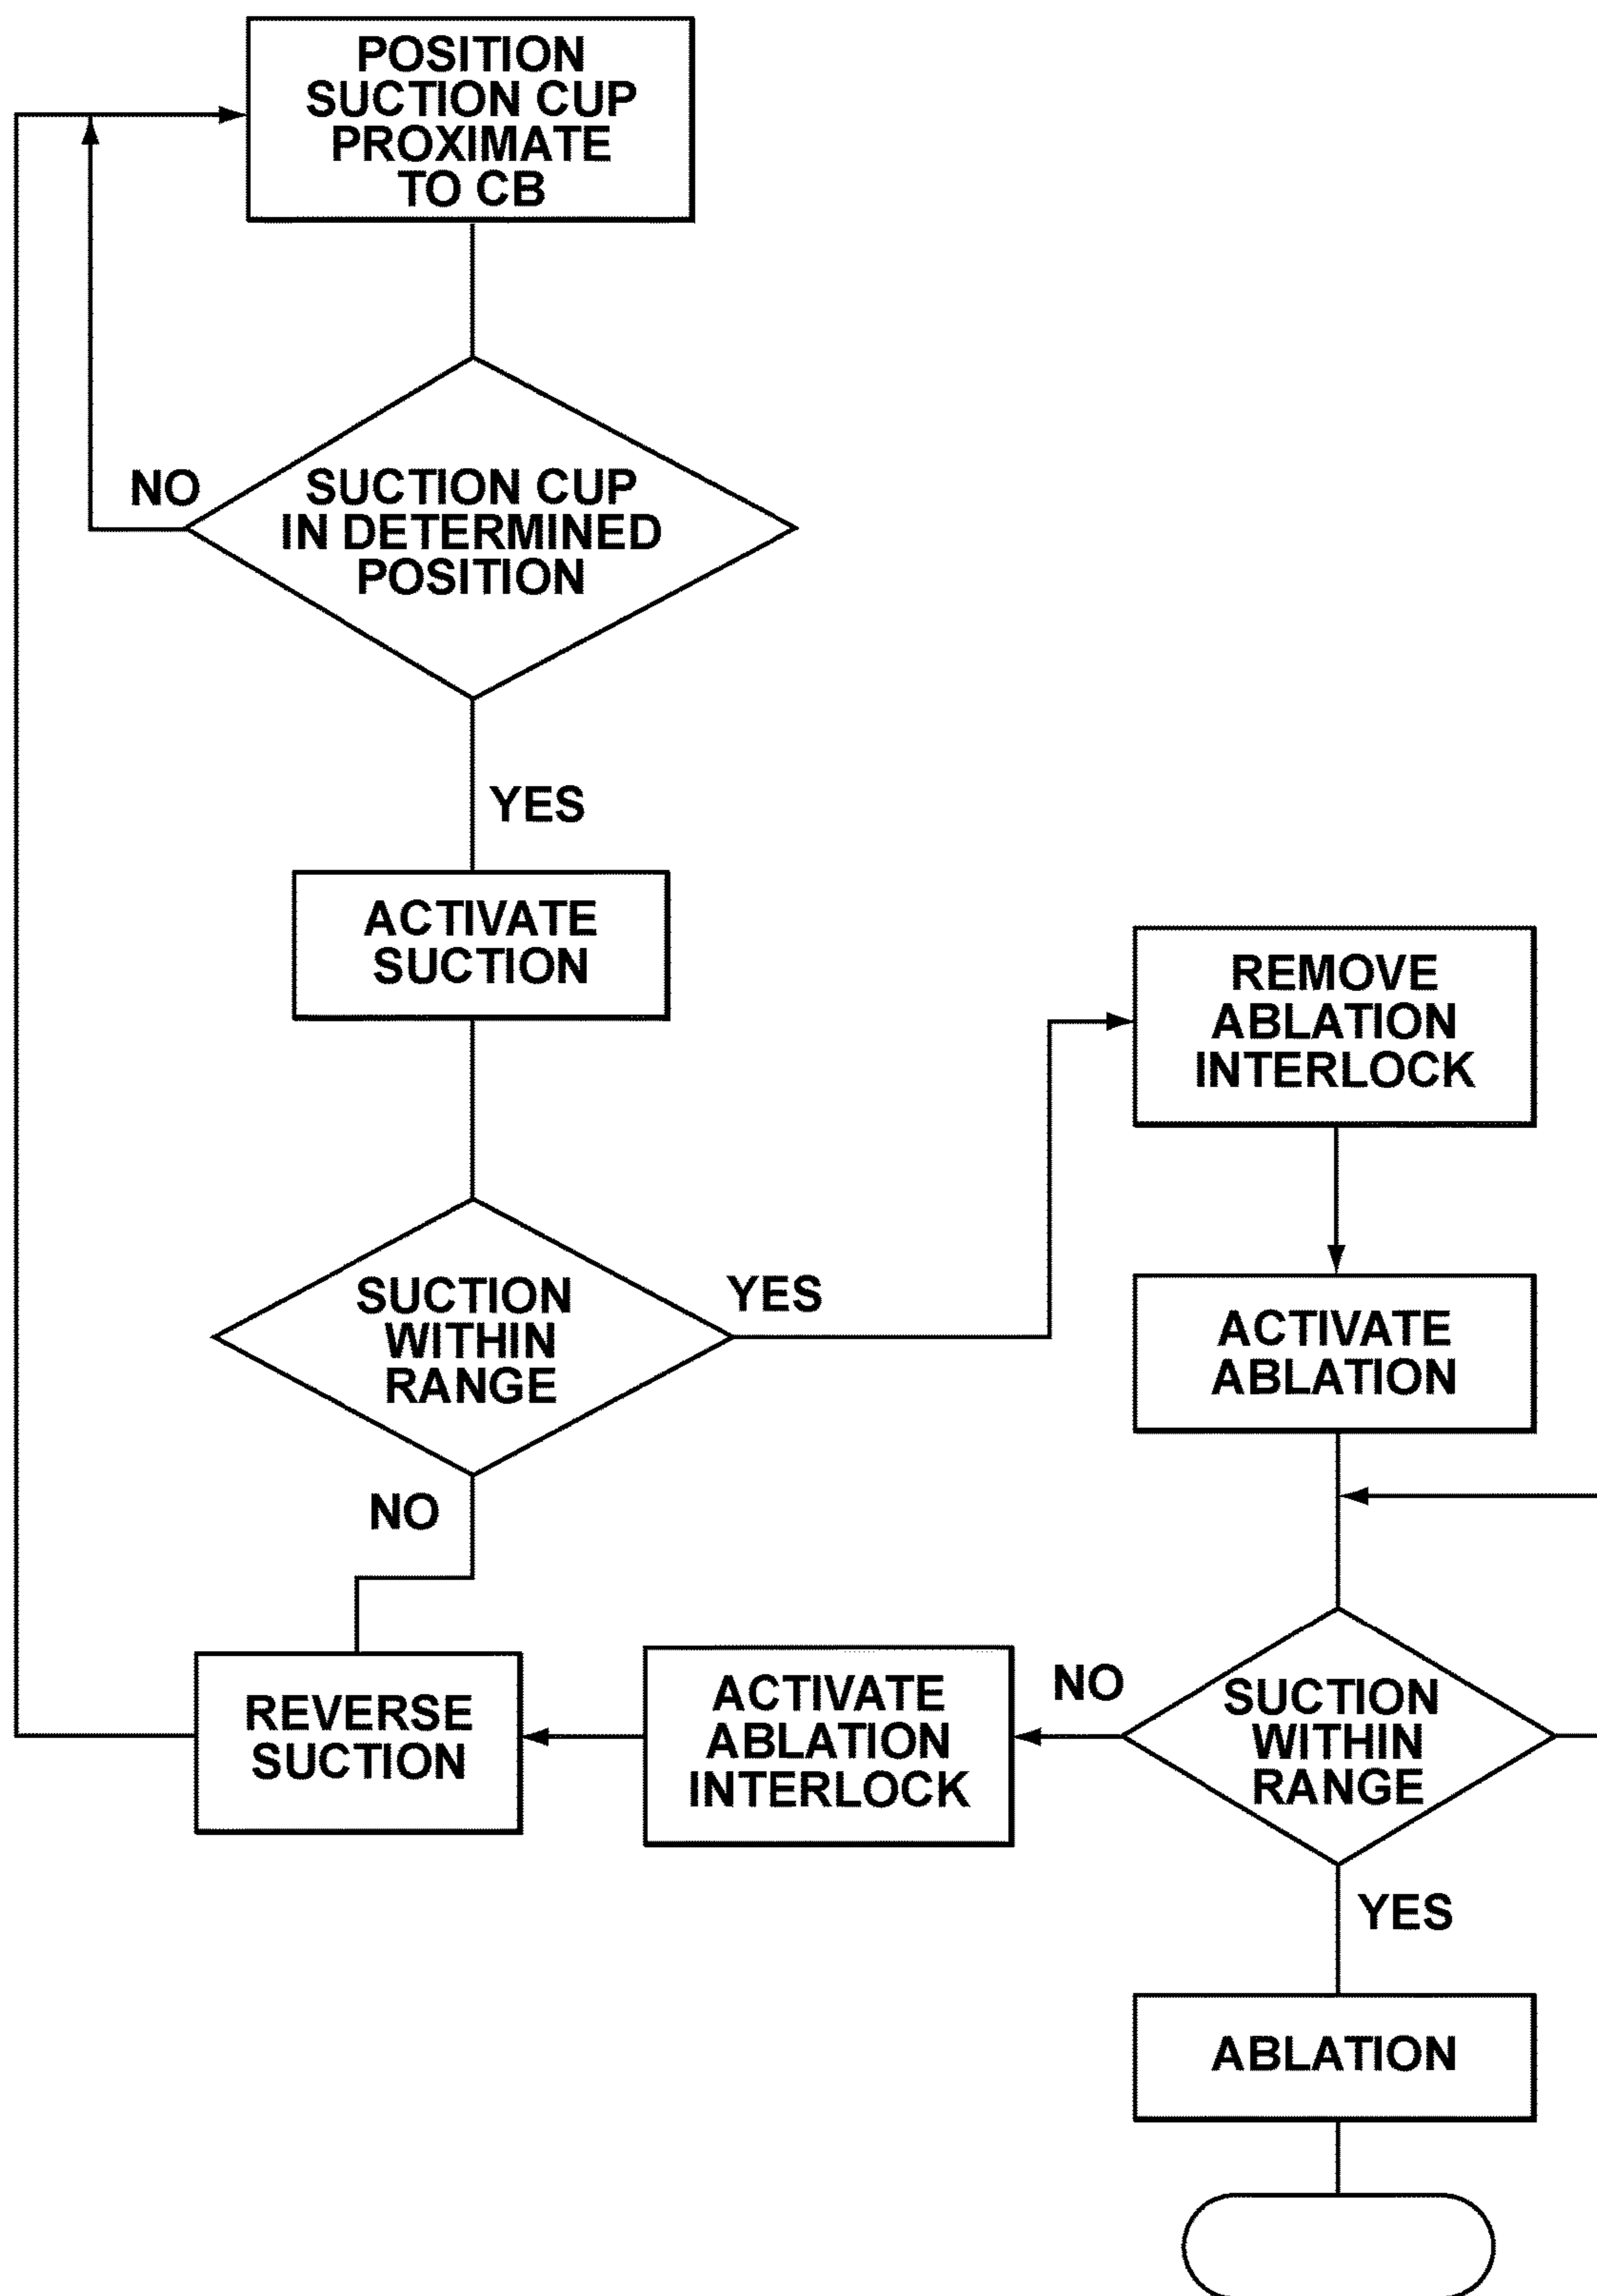 POSITION
SUCTION CUP
PROXIMATE
TO CB
NO
SUCTION CUP
IN DETERMINED
POSITION
YES
ACTIVATE
SUCTION
REMOVE
ABLATION
INTERLOCK
SUCTION
WITHIN
RANGE
YES
ACTIVATE
ABLATION
NO
REVERSE
SUCTION
ACTIVATE
ABLATION
INTERLOCK
NO
SUCTION
WITHIN
RANGE
YES
ABLATION